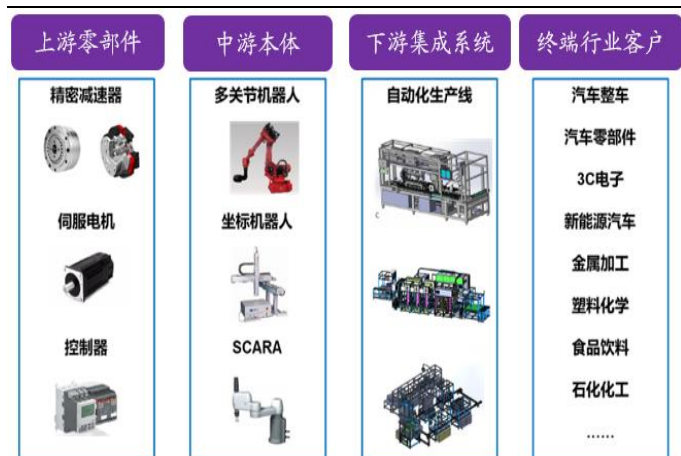 上游零部件
中游本体
下游集成系统
终端行业客户
精密减速器
伺服电机
控制器
多关节机器人
坐标机器人
SCARA
自动化生产线
C
汽车整车
汽车零部件
3C电子
新能源汽车
金属加工
塑料化学
食品饮料
石化化工
......